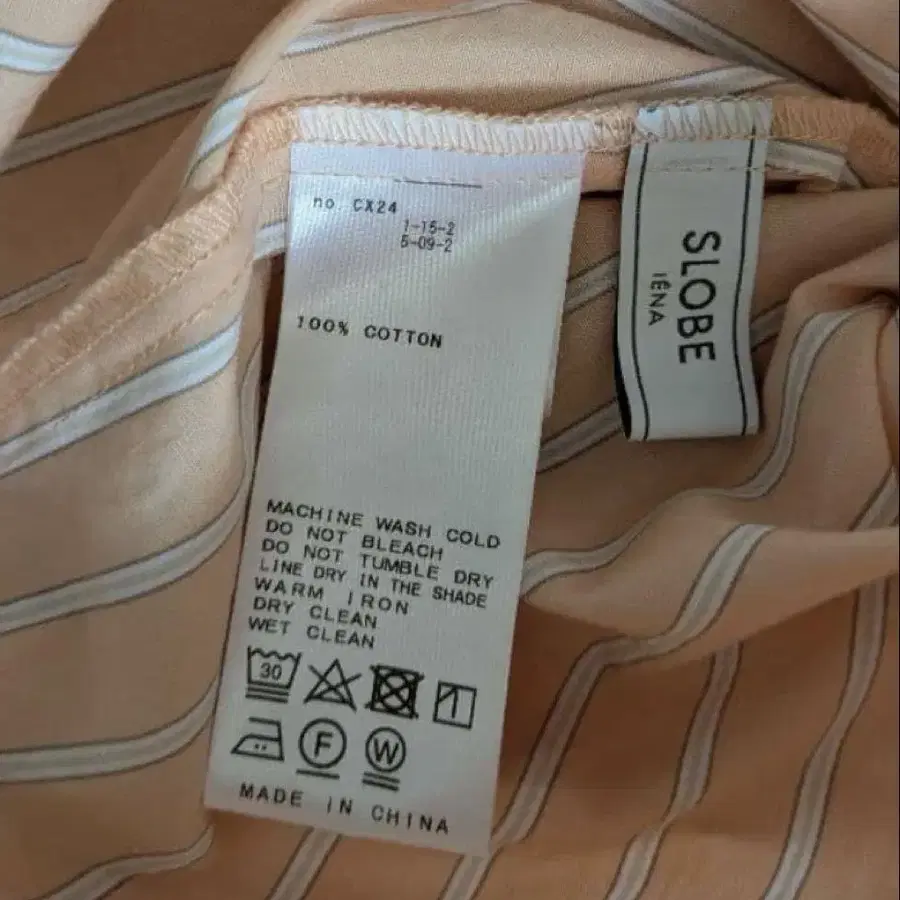 no. CX24
1-15-2
5-09-2
100% COTTON
MACHINE WASH COLD
DO NOT BLEACH
DO NOT TUMBLE DRY
LINE DRY IN THE SHADE
WARM IRON
DRY CLEAN
WET CLEAN
30
F
W
MADE IN CHINA
SLOBE
IÉNA